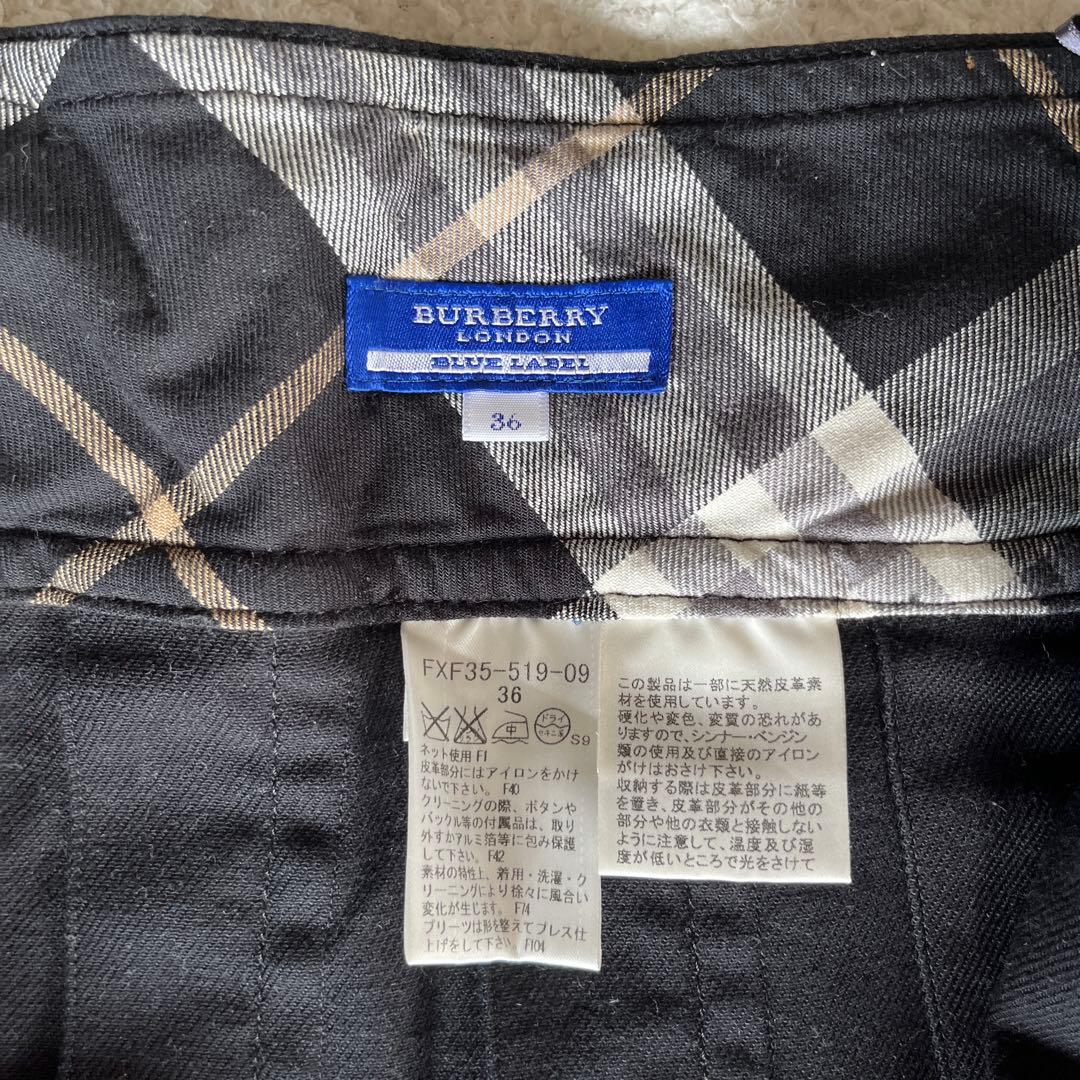 BURBERRY
LONDON
BLUE LABEL
36
FXF35-519-09
36
中
ドライ
セキユ系
S9
ネット使用 F1
皮革部分にはアイロンをかけ
ないで下さい。 F40
クリーニングの際、ボタンや
バックル等の付属品は、取り
外すかアルミ箔等に包み保護
して下さい。 F42
素材の特性上、着用・洗濯・ク
リーニングにより徐々に風合い
変化が生じます。 F74
プリーツは形を整えてプレス仕
上げをして下さい。 F104
この製品は一部に天然皮革素
材を使用しています。
硬化や変色、変質の恐れがあ
りますので、シンナー・ベンジン
類の使用及び直接のアイロン
がけはおさけ下さい。
収納する際は皮革部分に紙等
を置き、皮革部分がその他の
部分や他の衣類と接触しない
ように注意して、温度及び湿
度が低いところで光をさけて